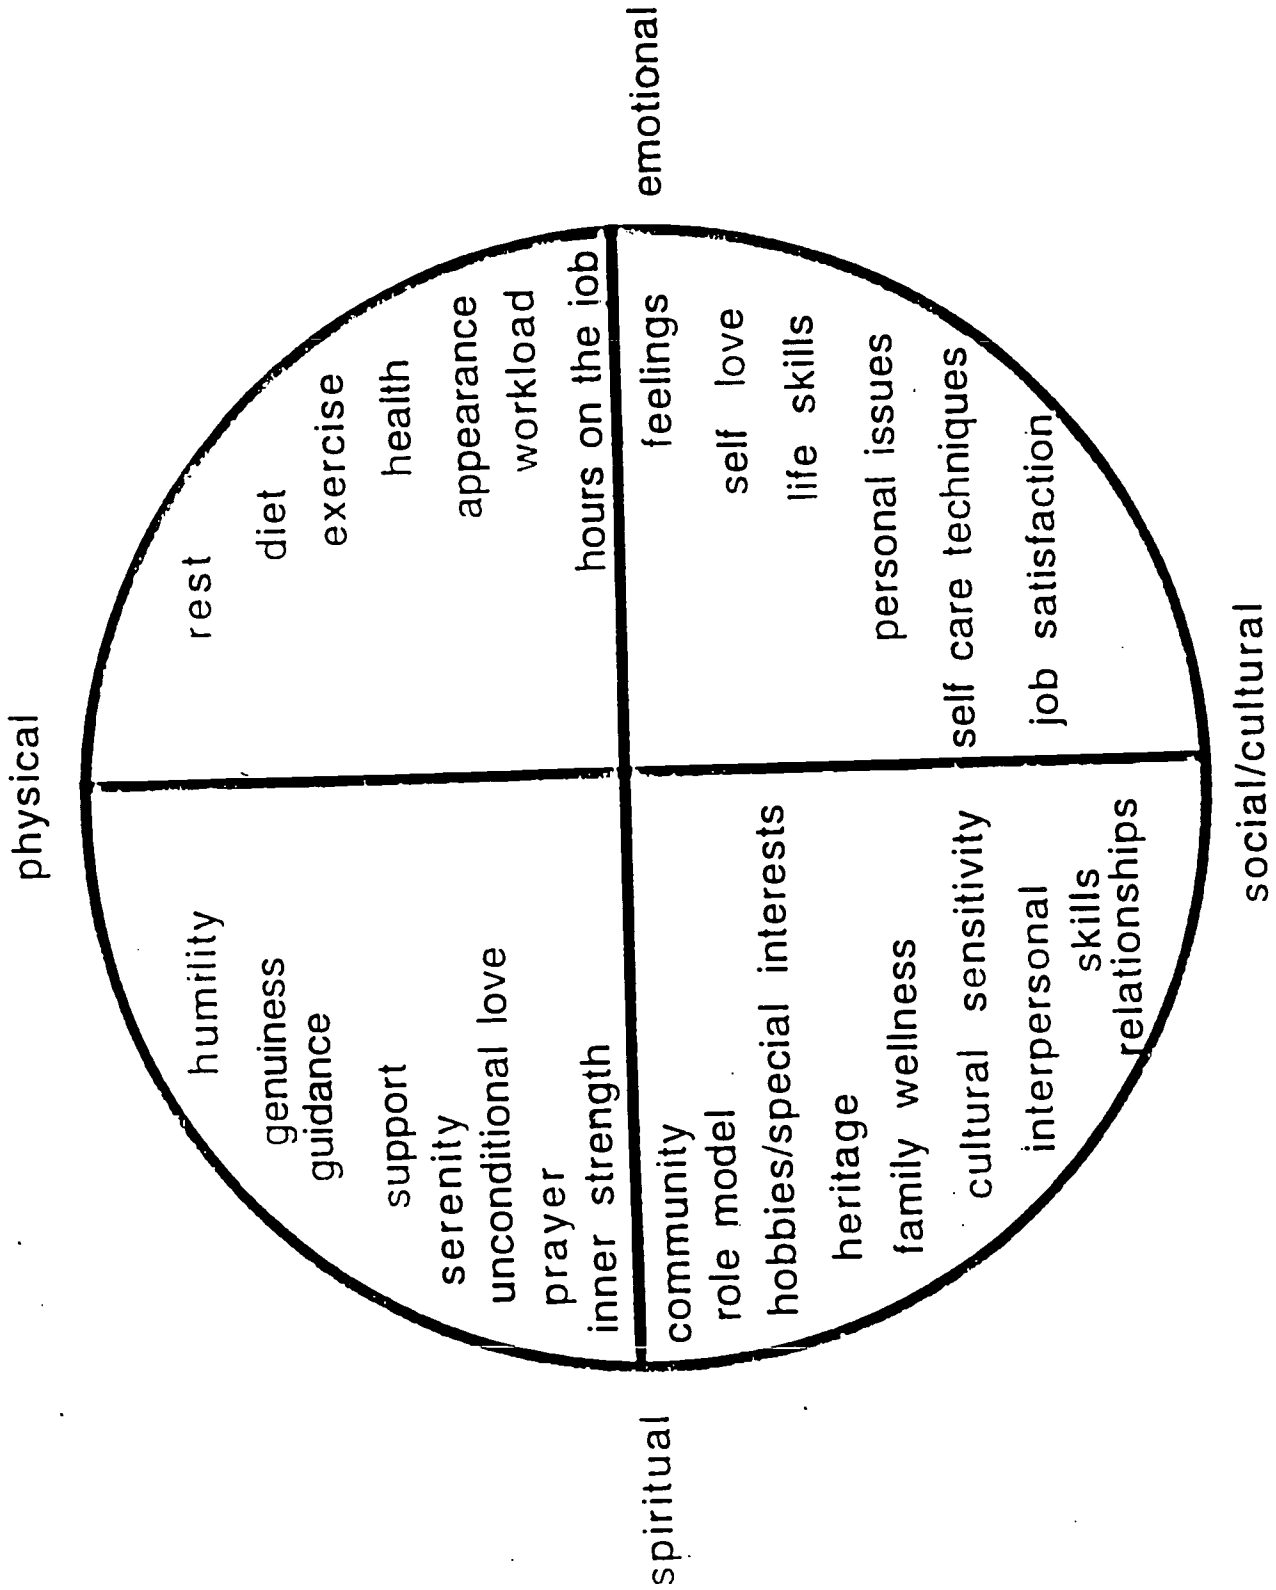 physical
humility
genuiness
guidance
support
serenity
unconditional love
prayer
inner strength
rest
diet
exercise
health
appearance
workload
hours on the job
spiritual
emotional
community
role model
hobbies/special interests
heritage
family wellness
cultural sensitivity
interpersonal
skills
relationships
feelings
self love
life skills
personal issues
self care techniques
job satisfaction
social/cultural